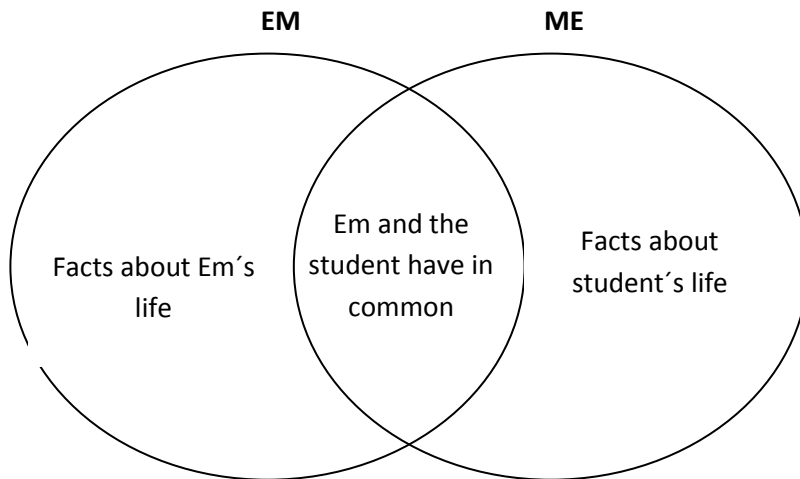 EM
ME
Facts about Em´s
life
Em and the
student have in
common
Facts about
student´s life